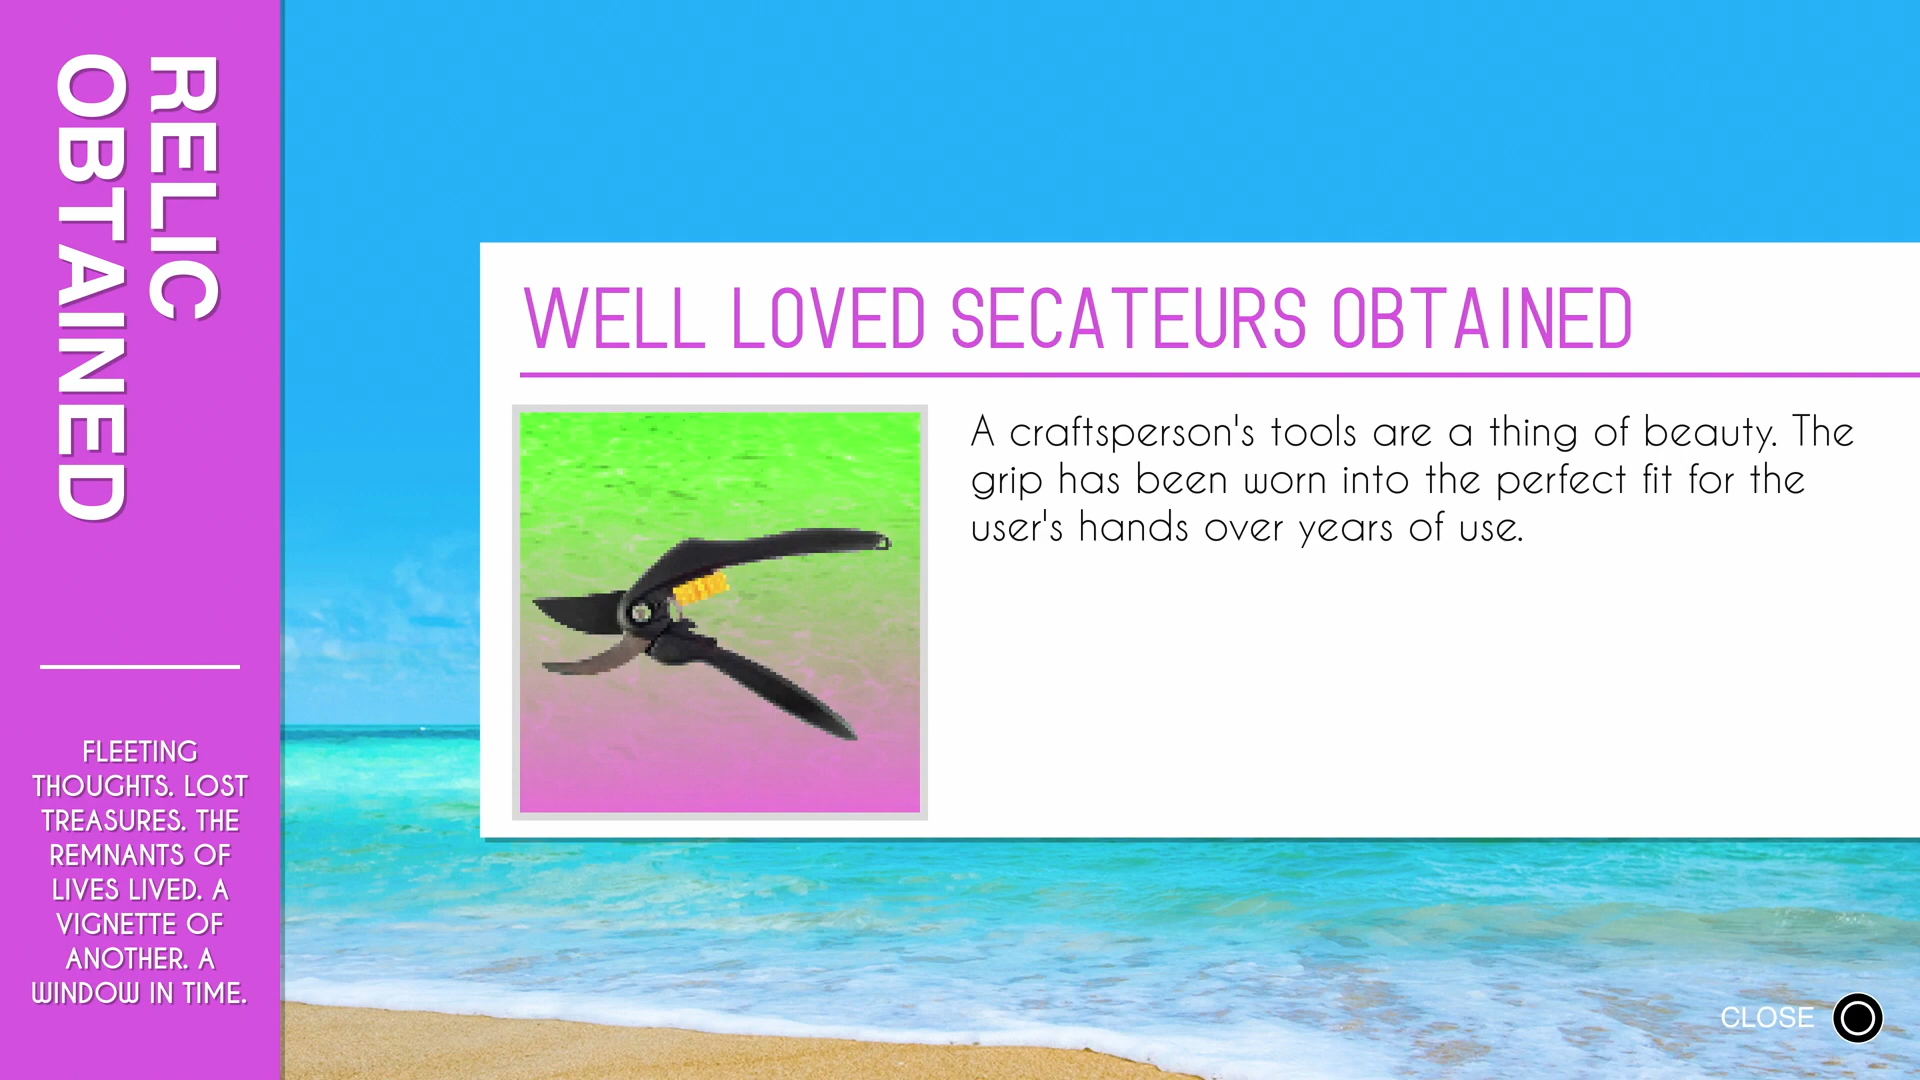 RELIC
OBTAINED
FLEETING
THOUGHTS. LOST
TREASURES. THE
REMNANTS OF
LIVES LIVED. A
VIGNETTE OF
ANOTHER. A
WINDOW IN TIME.
WELL LOVED SECATEURS OBTAINED
A craftsperson's tools are a thing of beauty. The
grip has been worn into the perfect fit for the
user's hands over years of use.
CLOSE